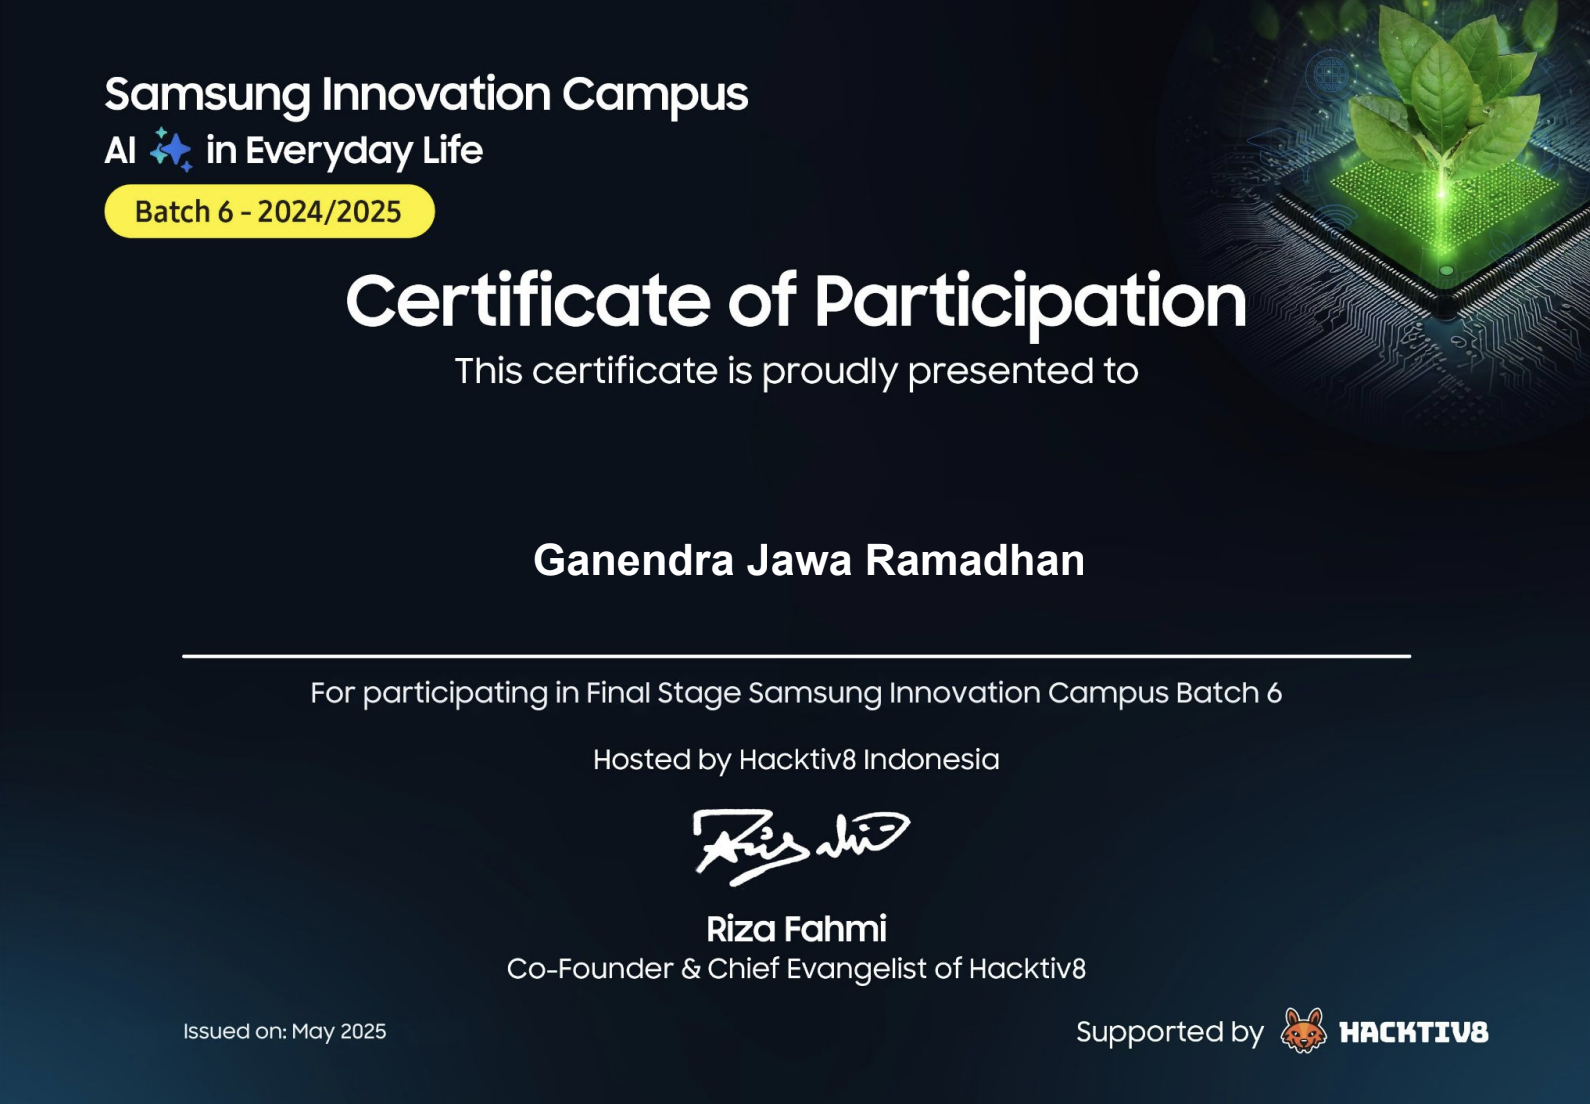 Samsung Innovation Campus
AI in Everyday Life
Batch 6 - 2024/2025
Certificate of Participation
This certificate is proudly presented to
Ganendra Jawa Ramadhan
For participating in Final Stage Samsung Innovation Campus Batch 6
Hosted by Hacktiv8 Indonesia
Riza Fahmi
Co-Founder & Chief Evangelist of Hacktiv8
Issued on: May 2025
Supported by HACKTIV8